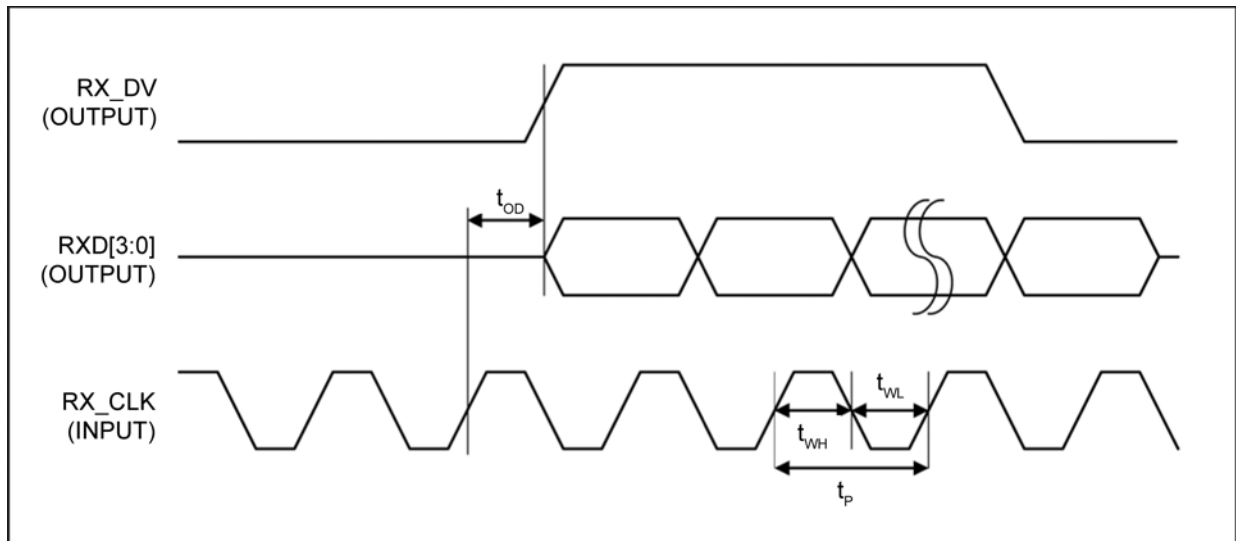 RX_DV
(OUTPUT)
tOD
RXD[3:0]
(OUTPUT)
RX_CLK
(INPUT)
tWL
tWH
tP